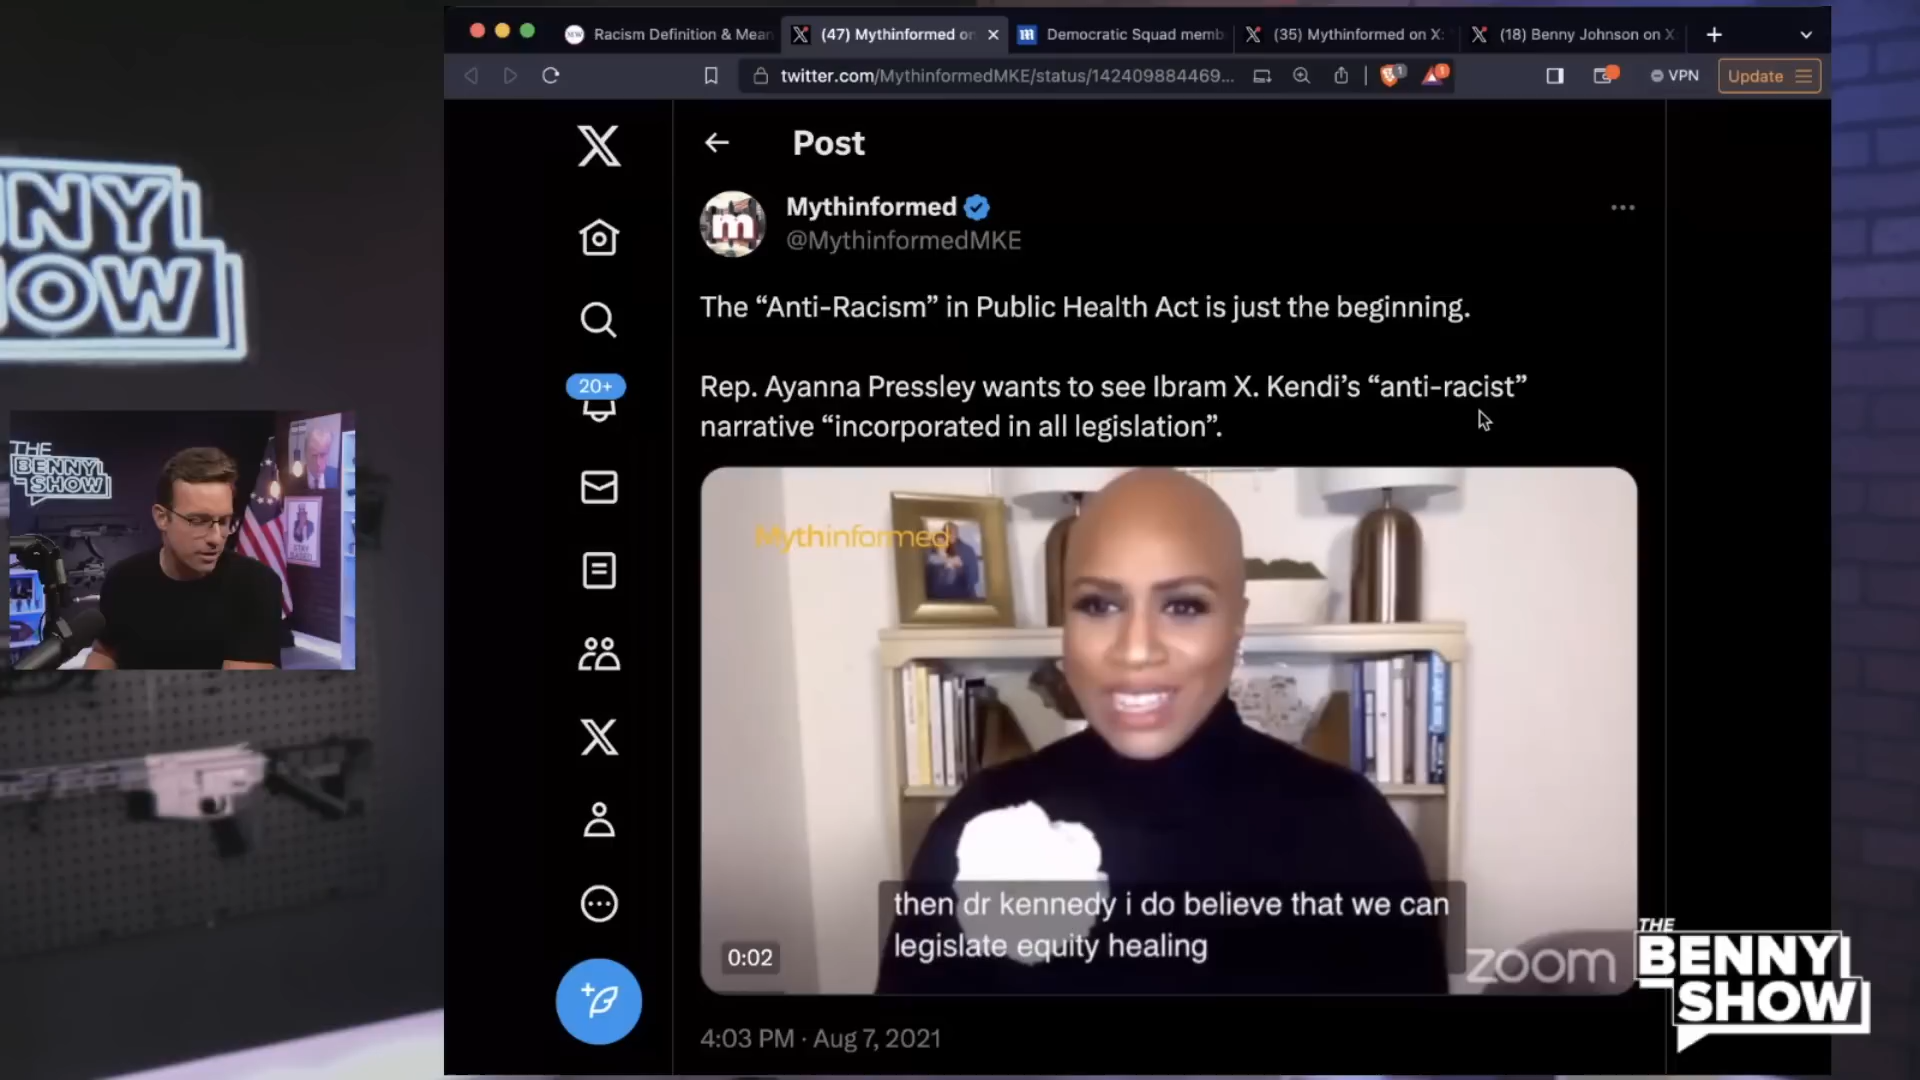 Racism Definition & Mean
(47) Mythinformed on
Democratic Squad memb
(35) Mythinformed on X:
(18) Benny Johnson on X
twitter.com/MythinformedMKE/status/142409884469...
1
1
VPN
Update
Post
Mythinformed
@MythinformedMKE
The “Anti-Racism” in Public Health Act is just the beginning.
Rep. Ayanna Pressley wants to see Ibram X. Kendi’s “anti-racist”
narrative “incorporated in all legislation”.
20+
m
Mythinformed
then dr kennedy i do believe that we can
legislate equity healing
0:02
zoom
4:03 PM · Aug 7, 2021
NNY
HOW
THE
BENNY
SHOW
THE
BENNY
SHOW